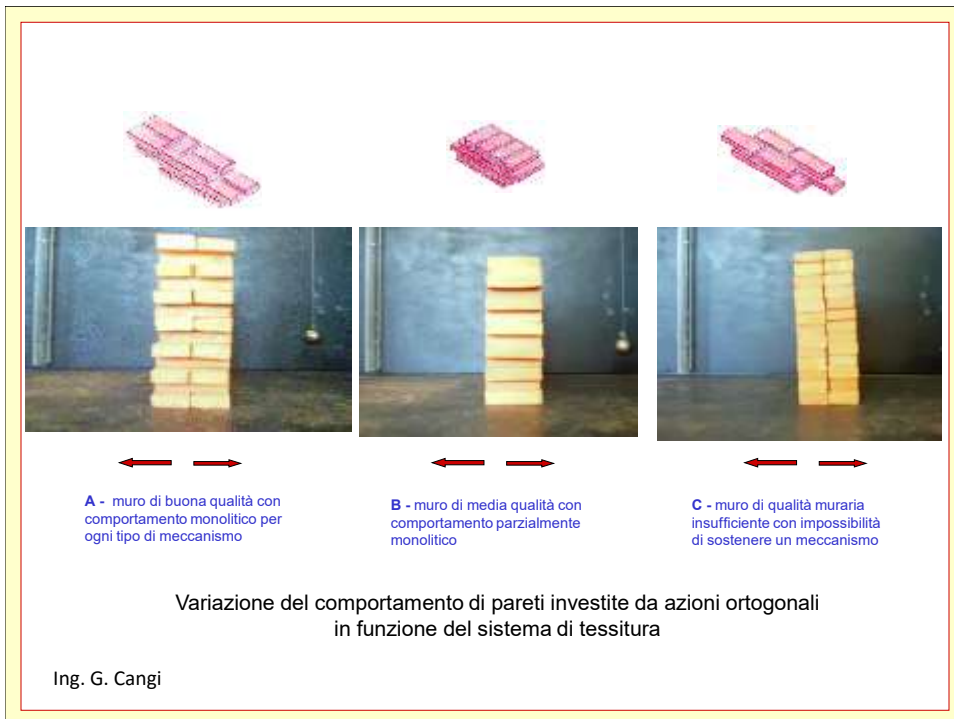 A - muro di buona qualità con
comportamento monolitico per
ogni tipo di meccanismo
B - muro di media qualità con
comportamento parzialmente
monolitico
C - muro di qualità muraria
insufficiente con impossibilità
di sostenere un meccanismo
Variazione del comportamento di pareti investite da azioni ortogonali
in funzione del sistema di tessitura
Ing. G. Cangi